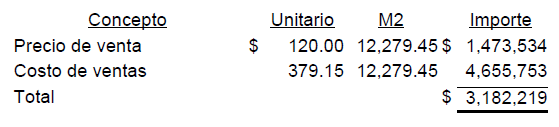 Concepto Unitario M2 Importe
Precio de venta $ 120.00 12,279.45 $ 1,473,534
Costo de ventas 379.15 12,279.45 4,655,753
Total $ 3,182,219